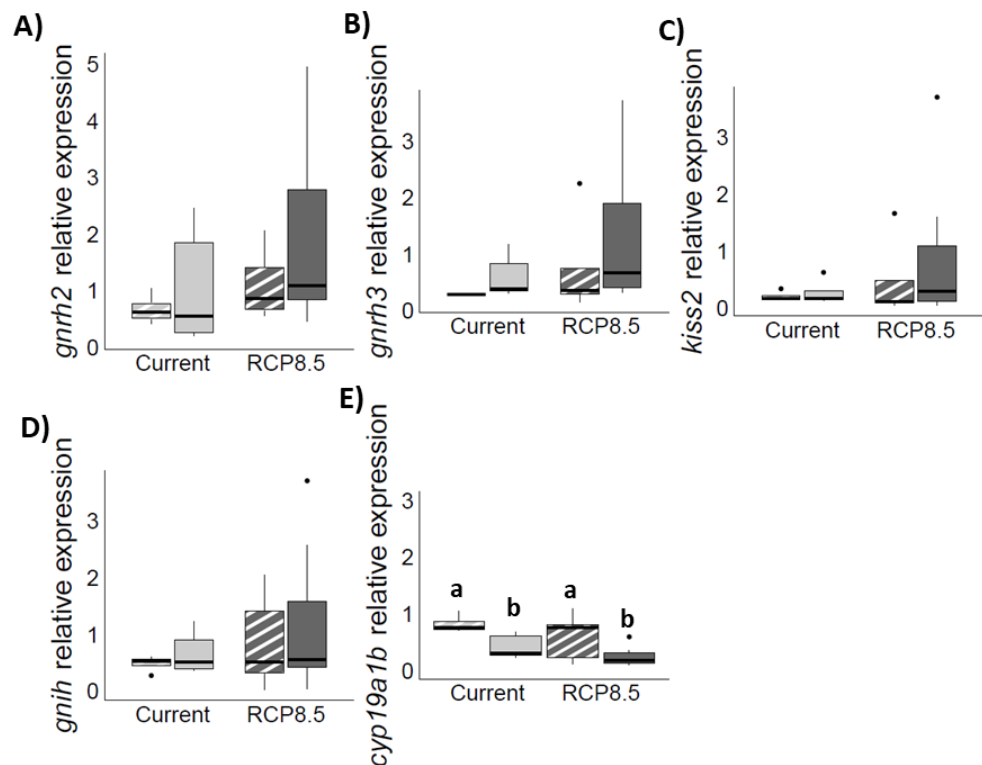 A)
gnrh2 relative expression
5
4
3
2
1
0
Current RCP8.5
B)
gnrh3 relative expression
3
2
1
0
Current RCP8.5
C)
kiss2 relative expression
3
2
1
0
Current RCP8.5
D)
gnih relative expression
3
2
1
0
Current RCP8.5
E)
cyp19a1b relative expression
3
2
1
0
a
b
a
b
Current RCP8.5